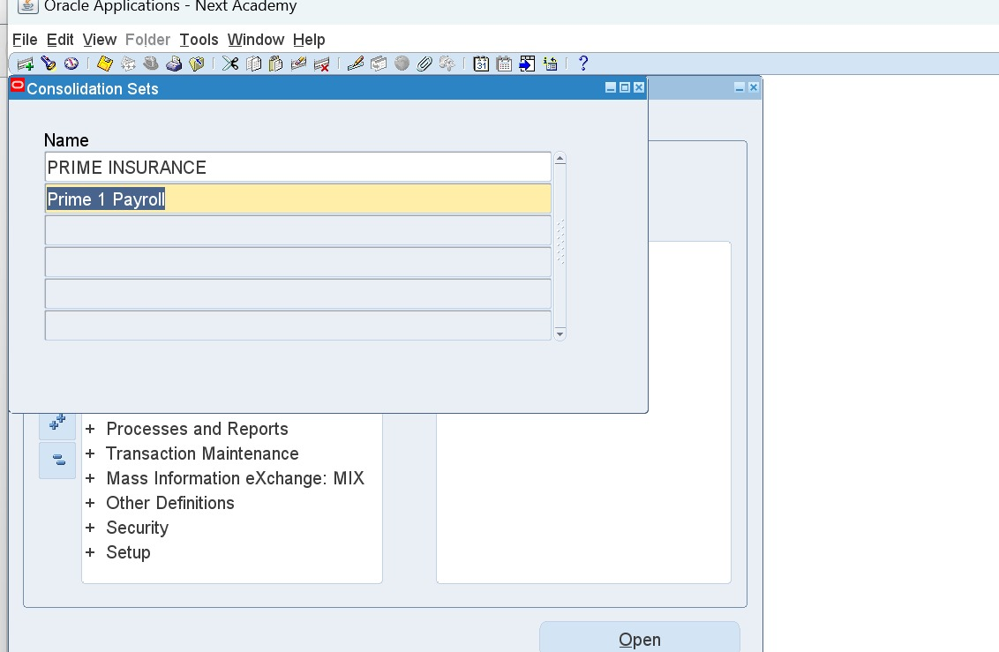 Oracle Applications - Next Academy
File Edit View Folder Tools Window Help
31
?
Consolidation Sets
Name
PRIME INSURANCE
Prime 1 Payroll
+ Processes and Reports
+ Transaction Maintenance
+ Mass Information eXchange: MIX
+ Other Definitions
+ Security
+ Setup
Open